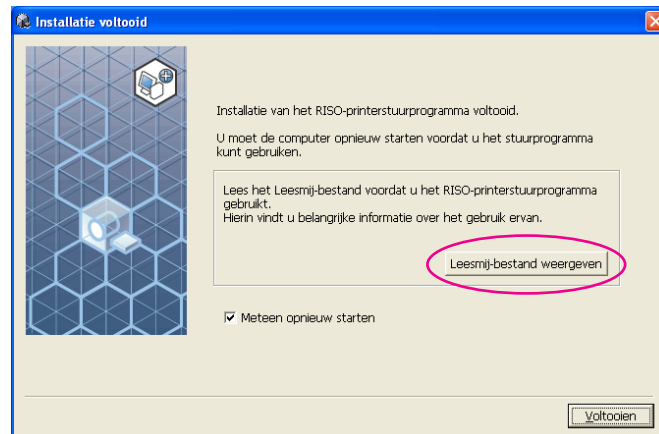 Installatie voltooid
Installatie van het RISO-printerstuurprogramma voltooid.
U moet de computer opnieuw starten voordat u het stuurprogramma
kunt gebruiken.
Lees het Leesmij-bestand voordat u het RISO-printerstuurprogramma
gebruikt.
Hierin vindt u belangrijke informatie over het gebruik ervan.
Leesmij-bestand weergeven
Meteen opnieuw starten
Voltooien